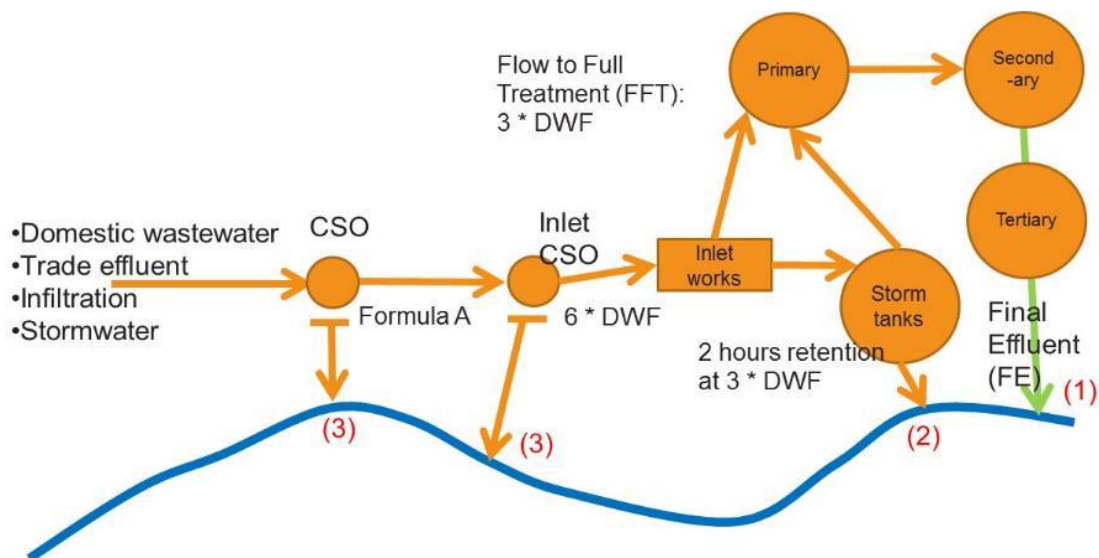 Flow to Full
Treatment (FFT):
3 * DWF
Primary
Second
-ary
•Domestic wastewater
•Trade effluent
•Infiltration
•Stormwater
CSO
Formula A
Inlet
CSO
6 * DWF
Inlet
works
Storm
tanks
2 hours retention
at 3 * DWF
Tertiary
Final
Effluent
(FE)
(1)
(2)
(3)
(3)